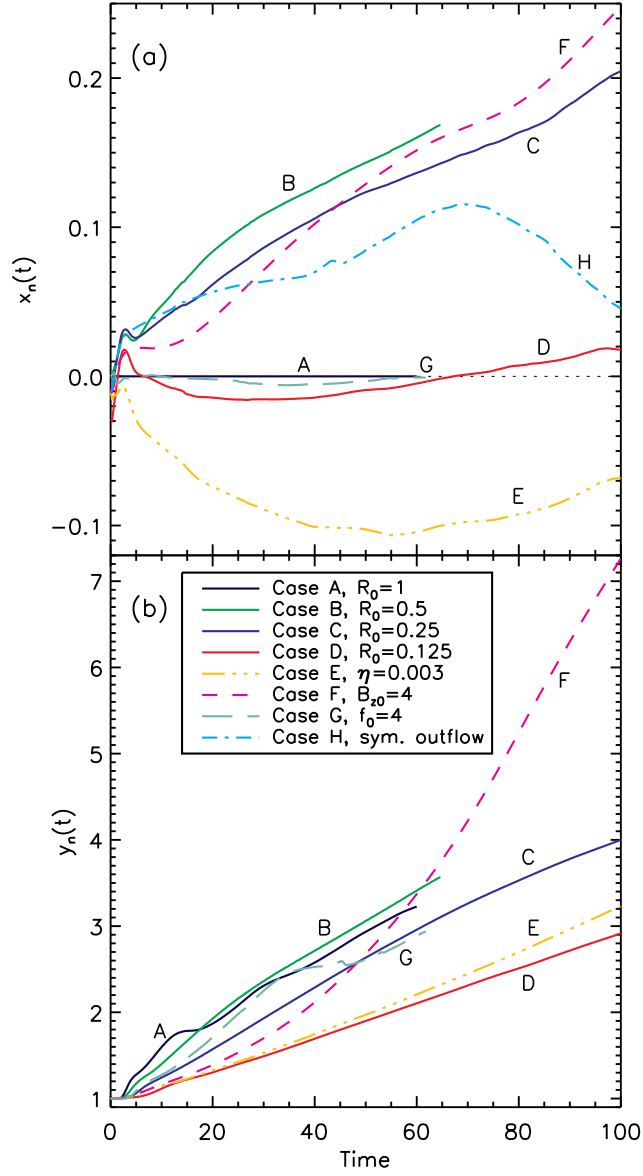 (a)
x_n(t)
0.2
0.1
0.0
−0.1
F
C
B
H
A
G
D
E
(b)
y_n(t)
7
6
5
4
3
2
1
Case A, R_0=1
Case B, R_0=0.5
Case C, R_0=0.25
Case D, R_0=0.125
Case E, η=0.003
Case F, B_z0=4
Case G, f_0=4
Case H, sym. outflow
F
C
B
E
G
D
A
0 20 40 60 80 100
Time